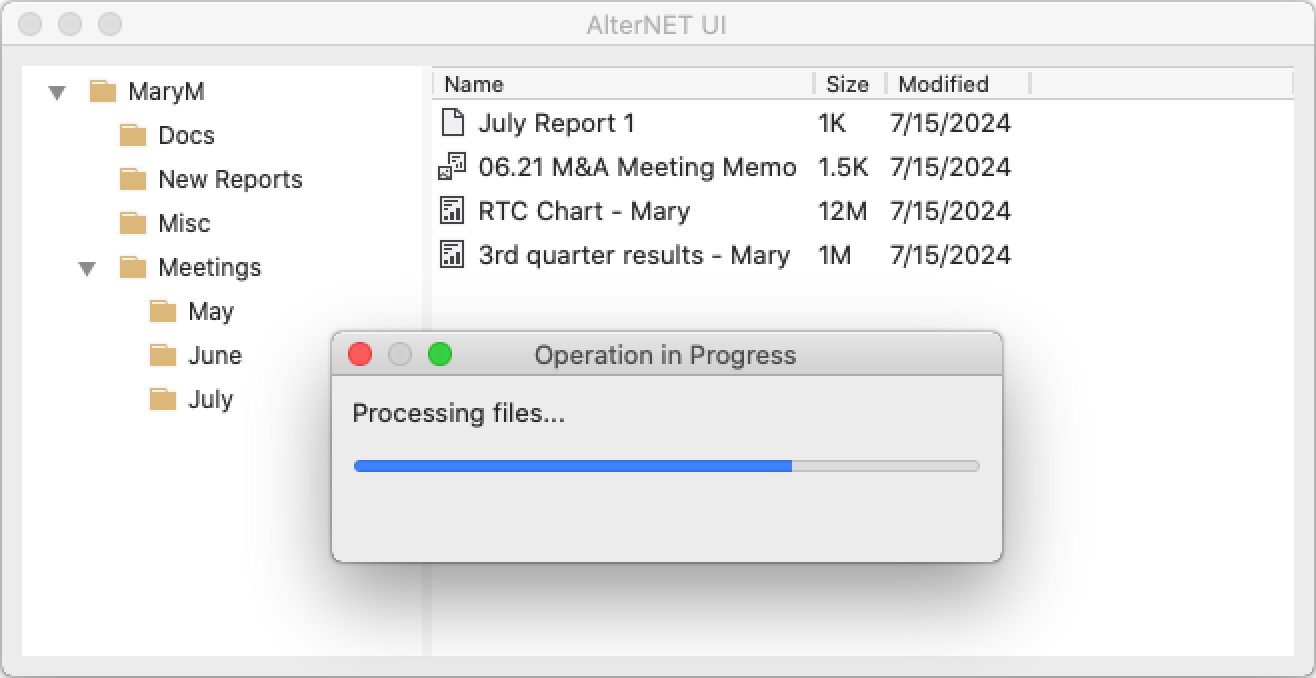 AlterNET UI
MaryM
Docs
New Reports
Misc
Meetings
May
June
July
Name Size Modified
July Report 1 1K 7/15/2024
06.21 M&A Meeting Memo 1.5K 7/15/2024
RTC Chart - Mary 12M 7/15/2024
3rd quarter results - Mary 1M 7/15/2024
Operation in Progress
Processing files...